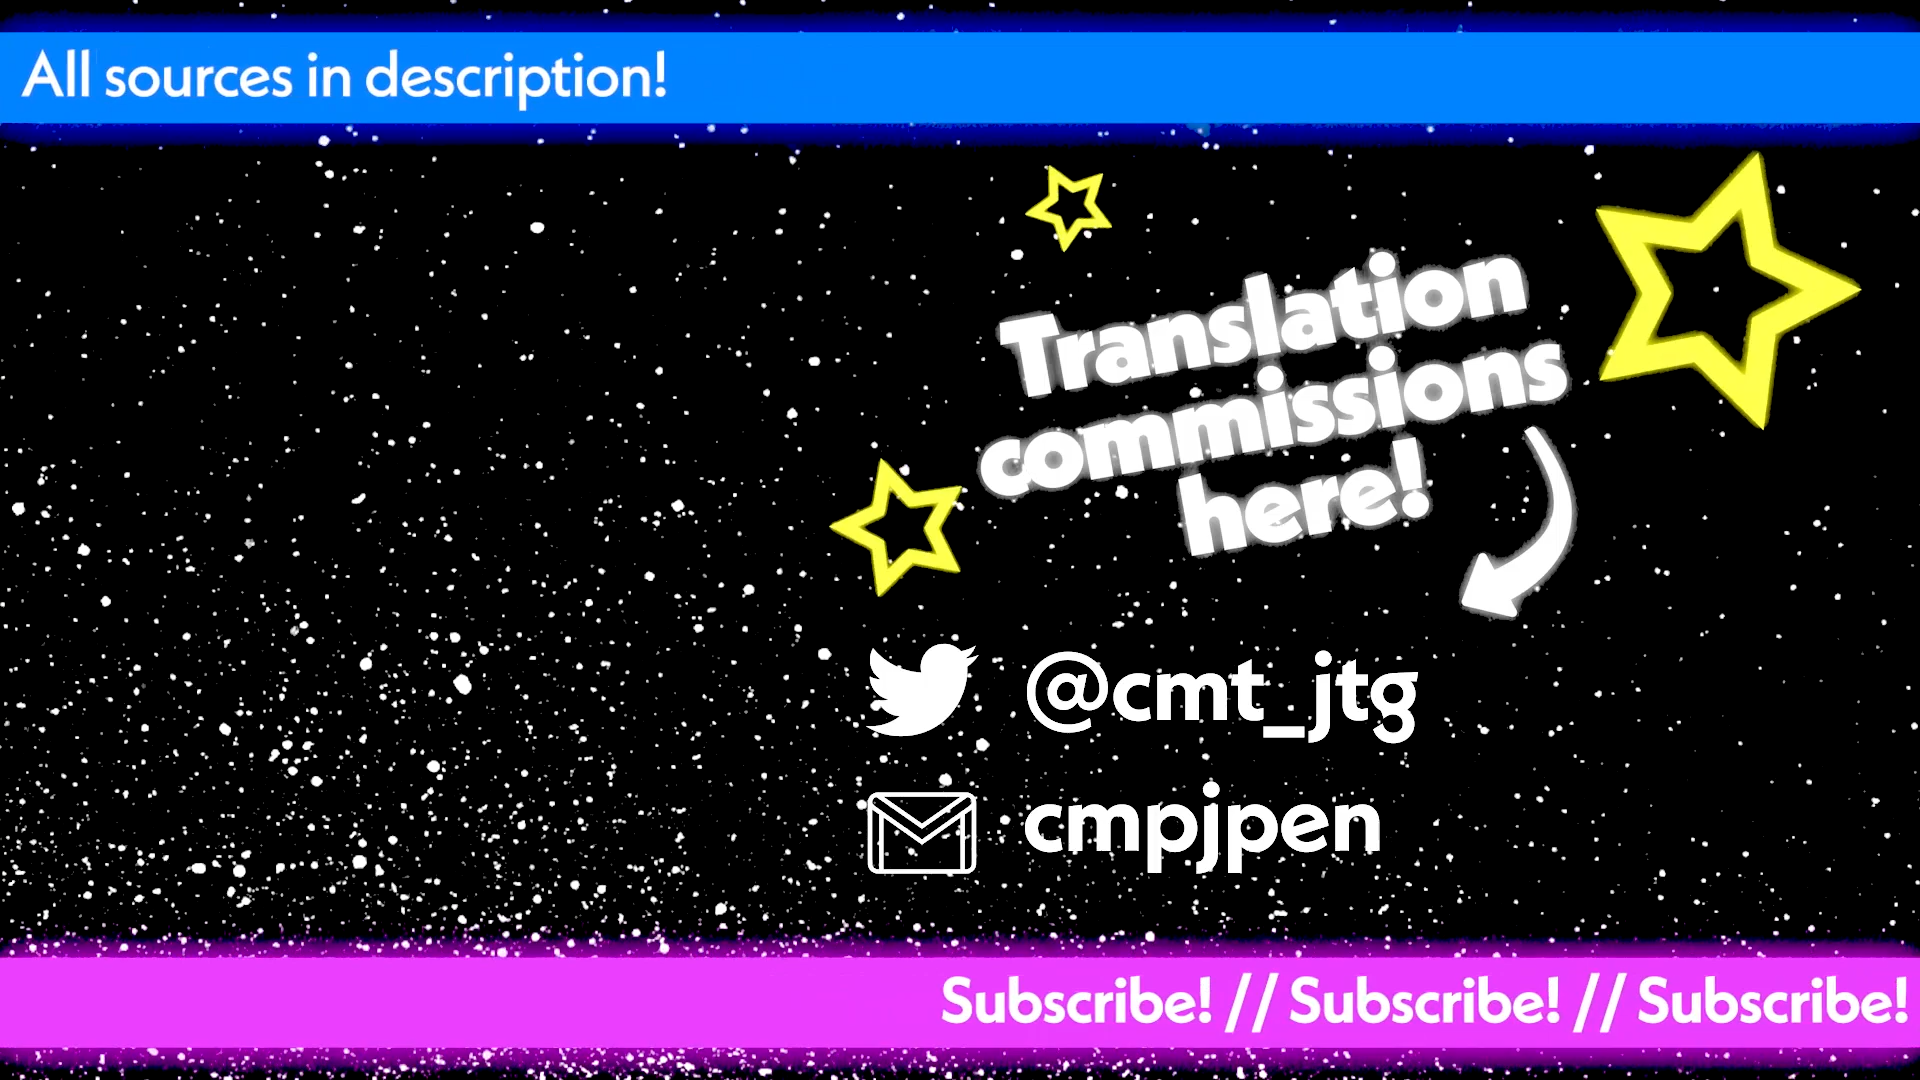 All sources in description!
Translation
commissions
here!
@cmt_jtg
cmpjpen
Subscribe! // Subscribe! // Subscribe!